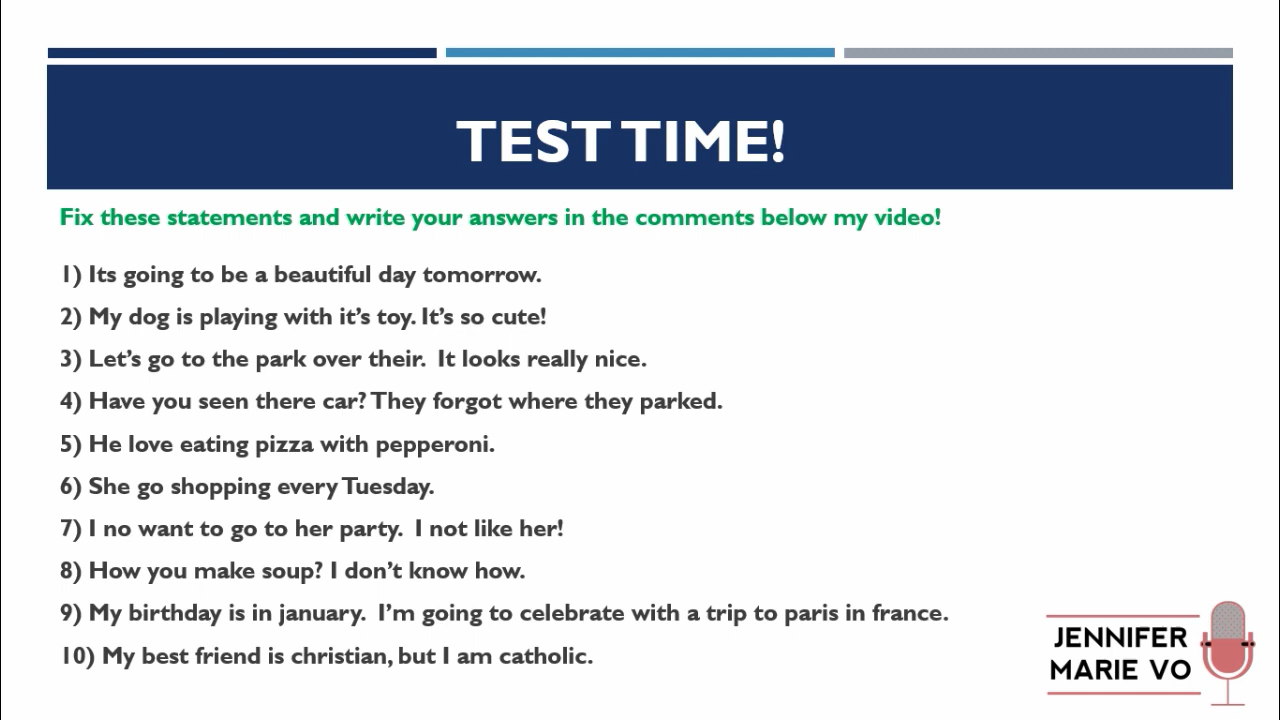 TEST TIME!
Fix these statements and write your answers in the comments below my video!
1) Its going to be a beautiful day tomorrow.
2) My dog is playing with it’s toy. It’s so cute!
3) Let’s go to the park over their.  It looks really nice.
4) Have you seen there car? They forgot where they parked.
5) He love eating pizza with pepperoni.
6) She go shopping every Tuesday.
7) I no want to go to her party.  I not like her!
8) How you make soup? I don’t know how.
9) My birthday is in january.  I’m going to celebrate with a trip to paris in france.
10) My best friend is christian, but I am catholic.
JENNIFER
MARIE VO